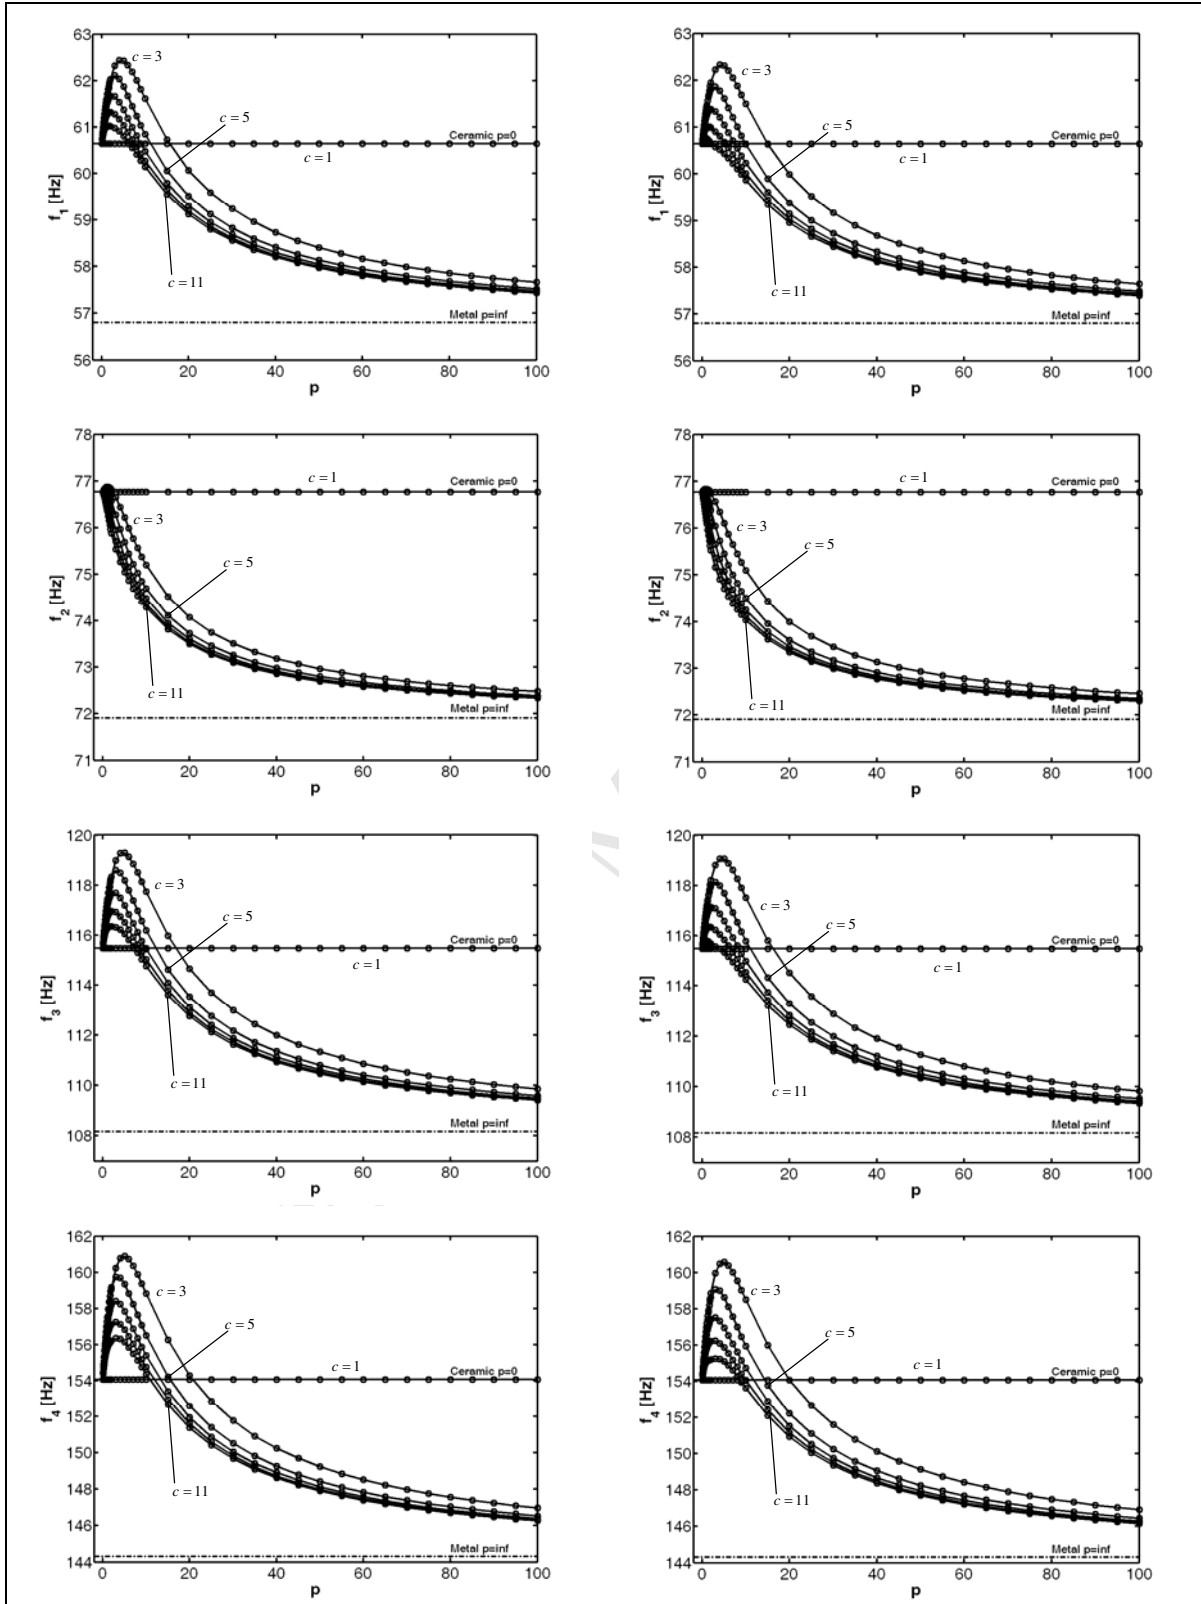 63
62
61
60
59
58
57
56
f1 [Hz]
c = 3
c = 5
Ceramic p=0
c = 1
c = 11
Metal p=inf
0 20 40 60 80 100
p
63
62
61
60
59
58
57
56
f1 [Hz]
c = 3
c = 5
Ceramic p=0
c = 1
c = 11
Metal p=inf
0 20 40 60 80 100
p
78
77
76
75
74
73
72
71
f2 [Hz]
c = 1
Ceramic p=0
c = 3
c = 5
c = 11
Metal p=inf
0 20 40 60 80 100
p
78
77
76
75
74
73
72
71
f2 [Hz]
c = 1
Ceramic p=0
c = 3
c = 5
c = 11
Metal p=inf
0 20 40 60 80 100
p
120
118
116
114
112
110
108
f3 [Hz]
c = 3
c = 5
Ceramic p=0
c = 1
c = 11
Metal p=inf
0 20 40 60 80 100
p
120
118
116
114
112
110
108
f3 [Hz]
c = 3
c = 5
Ceramic p=0
c = 1
c = 11
Metal p=inf
0 20 40 60 80 100
p
162
160
158
156
154
152
150
148
146
144
f4 [Hz]
c = 3
c = 5
c = 1
Ceramic p=0
c = 11
Metal p=inf
0 20 40 60 80 100
p
162
160
158
156
154
152
150
148
146
144
f4 [Hz]
c = 3
c = 5
c = 1
Ceramic p=0
c = 11
Metal p=inf
0 20 40 60 80 100
p